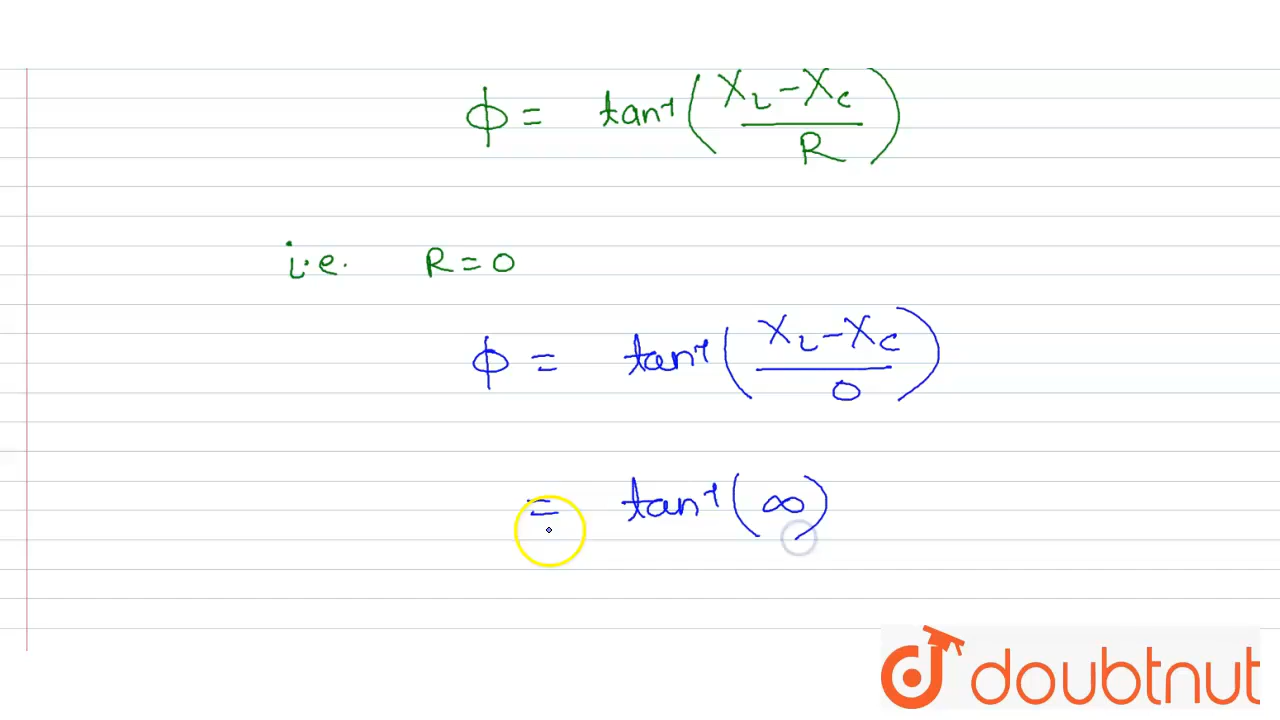 ϕ = tan⁻¹ (X_L - X_C / R)
i.e. R = 0
ϕ = tan⁻¹ (X_L - X_C / 0)
= tan⁻¹ (∞)
doubtnut